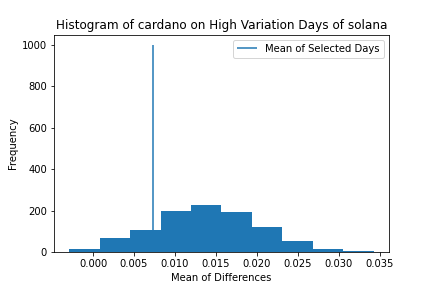 Histogram of cardano on High Variation Days of solana
Mean of Selected Days
Frequency
1000
800
600
400
200
0
0.000 0.005 0.010 0.015 0.020 0.025 0.030 0.035
Mean of Differences